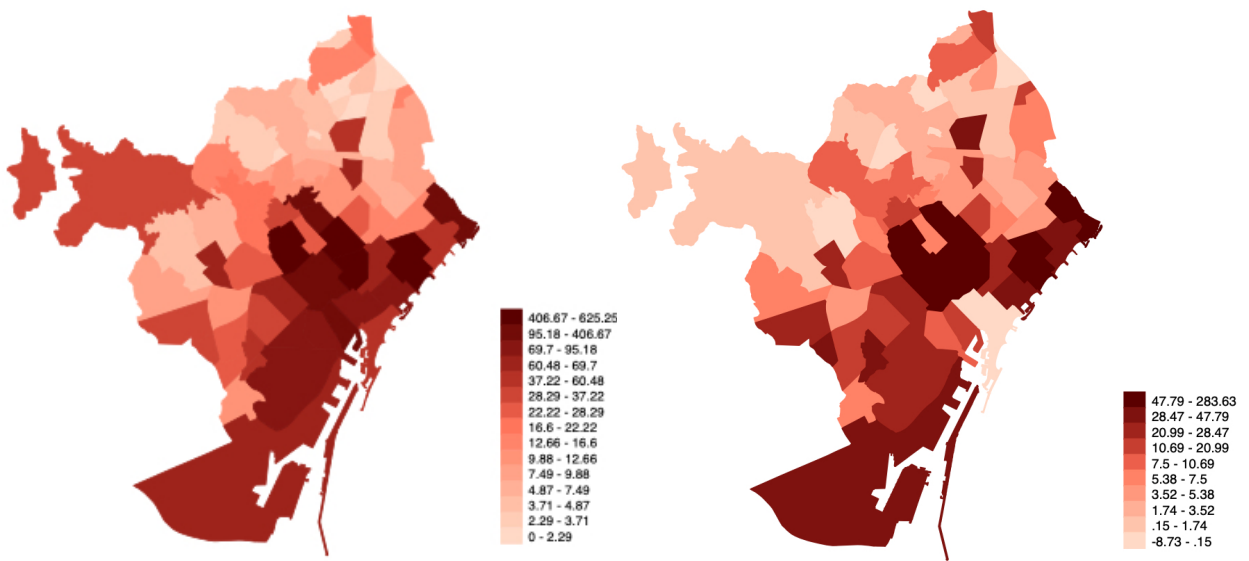 406.67 - 625.25
95.18 - 406.67
69.7 - 95.18
60.48 - 69.7
37.22 - 60.48
28.29 - 37.22
22.22 - 28.29
16.6 - 22.22
12.66 - 16.6
9.88 - 12.66
7.49 - 9.88
4.87 - 7.49
3.71 - 4.87
2.29 - 3.71
0 - 2.29
47.79 - 283.63
28.47 - 47.79
20.99 - 28.47
10.69 - 20.99
7.5 - 10.69
5.38 - 7.5
3.52 - 5.38
1.74 - 3.52
.15 - 1.74
-8.73 - .15